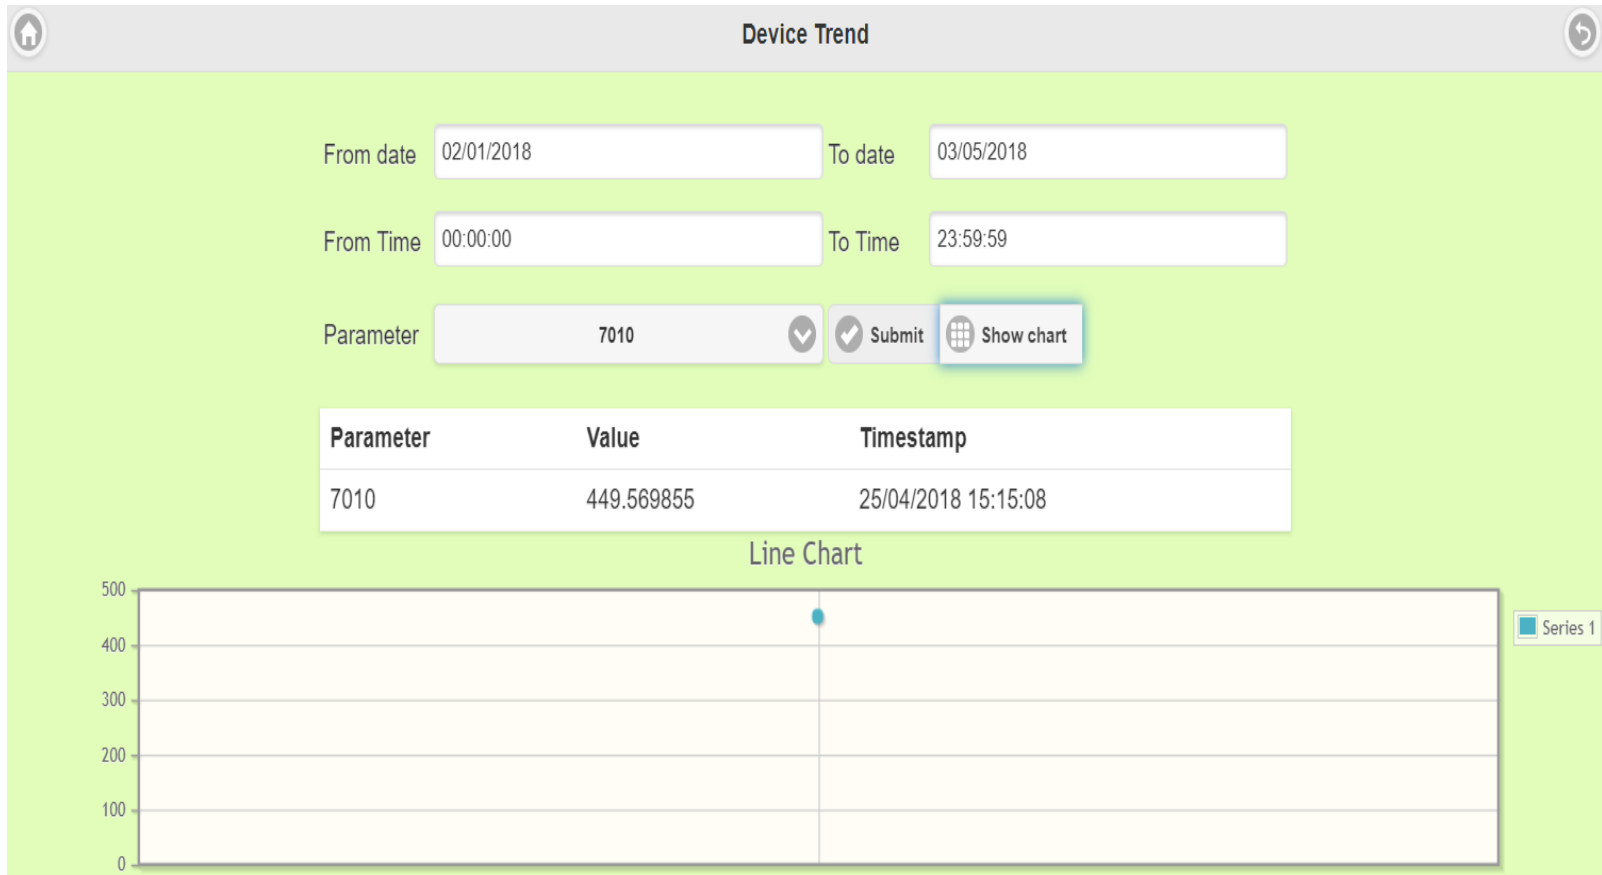 Device Trend
From date 02/01/2018 To date 03/05/2018
From Time 00:00:00 To Time 23:59:59
Parameter 7010 Submit Show chart
Parameter Value Timestamp
7010 449.569855 25/04/2018 15:15:08
Line Chart
500
400
300
200
100
0
Series 1